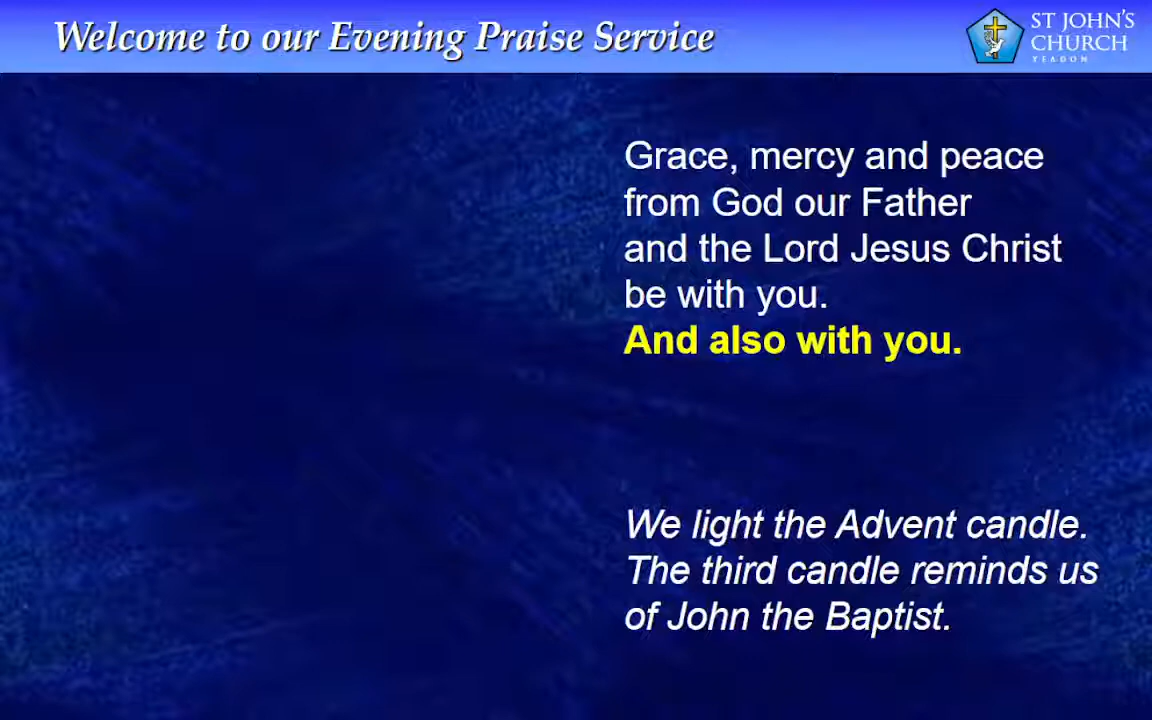 Welcome to our Evening Praise Service
ST JOHN'S
CHURCH
YEADON
Grace, mercy and peace
from God our Father
and the Lord Jesus Christ
be with you.
And also with you.
We light the Advent candle.
The third candle reminds us
of John the Baptist.